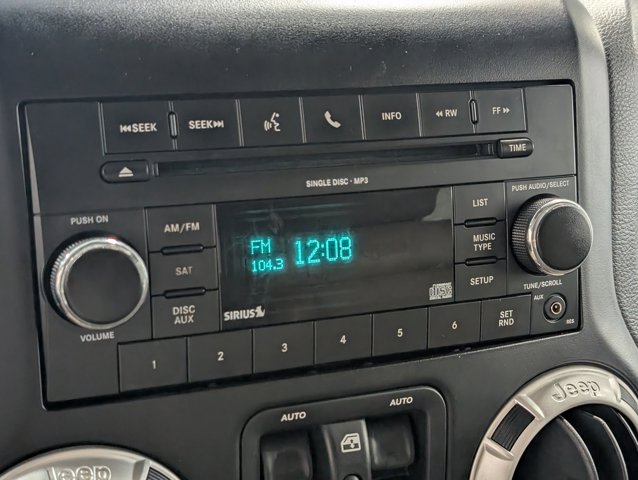 SEEK
SEEK
INFO
RW
FF
TIME
SINGLE DISC · MP3
PUSH ON
AM/FM
SAT
DISC
AUX
VOLUME
FM
104.3
12:08
SIRIUS
LIST
MUSIC
TYPE
SETUP
PUSH AUDIO/SELECT
TUNE/SCROLL
AUX
RES
1
2
3
4
5
6
SET
RND
AUTO
AUTO
Jeep
Jeep